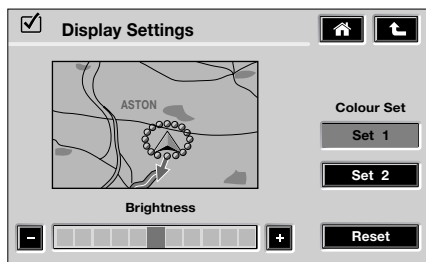 Display Settings
ASTON
Colour Set
Set 1
Set 2
Brightness
-
+
Reset